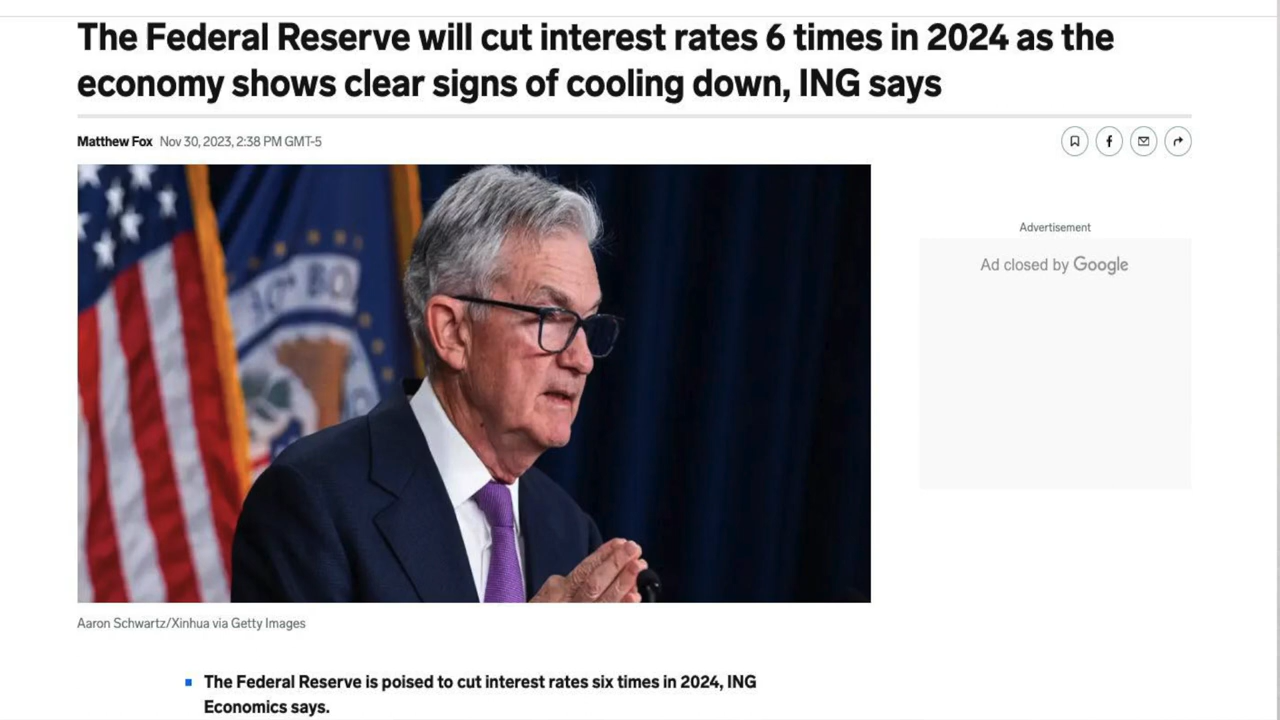 The Federal Reserve will cut interest rates 6 times in 2024 as the
economy shows clear signs of cooling down, ING says
Matthew Fox Nov 30, 2023, 2:38 PM GMT-5
Advertisement
Ad closed by Google
Aaron Schwartz/Xinhua via Getty Images
The Federal Reserve is poised to cut interest rates six times in 2024, ING
Economics says.